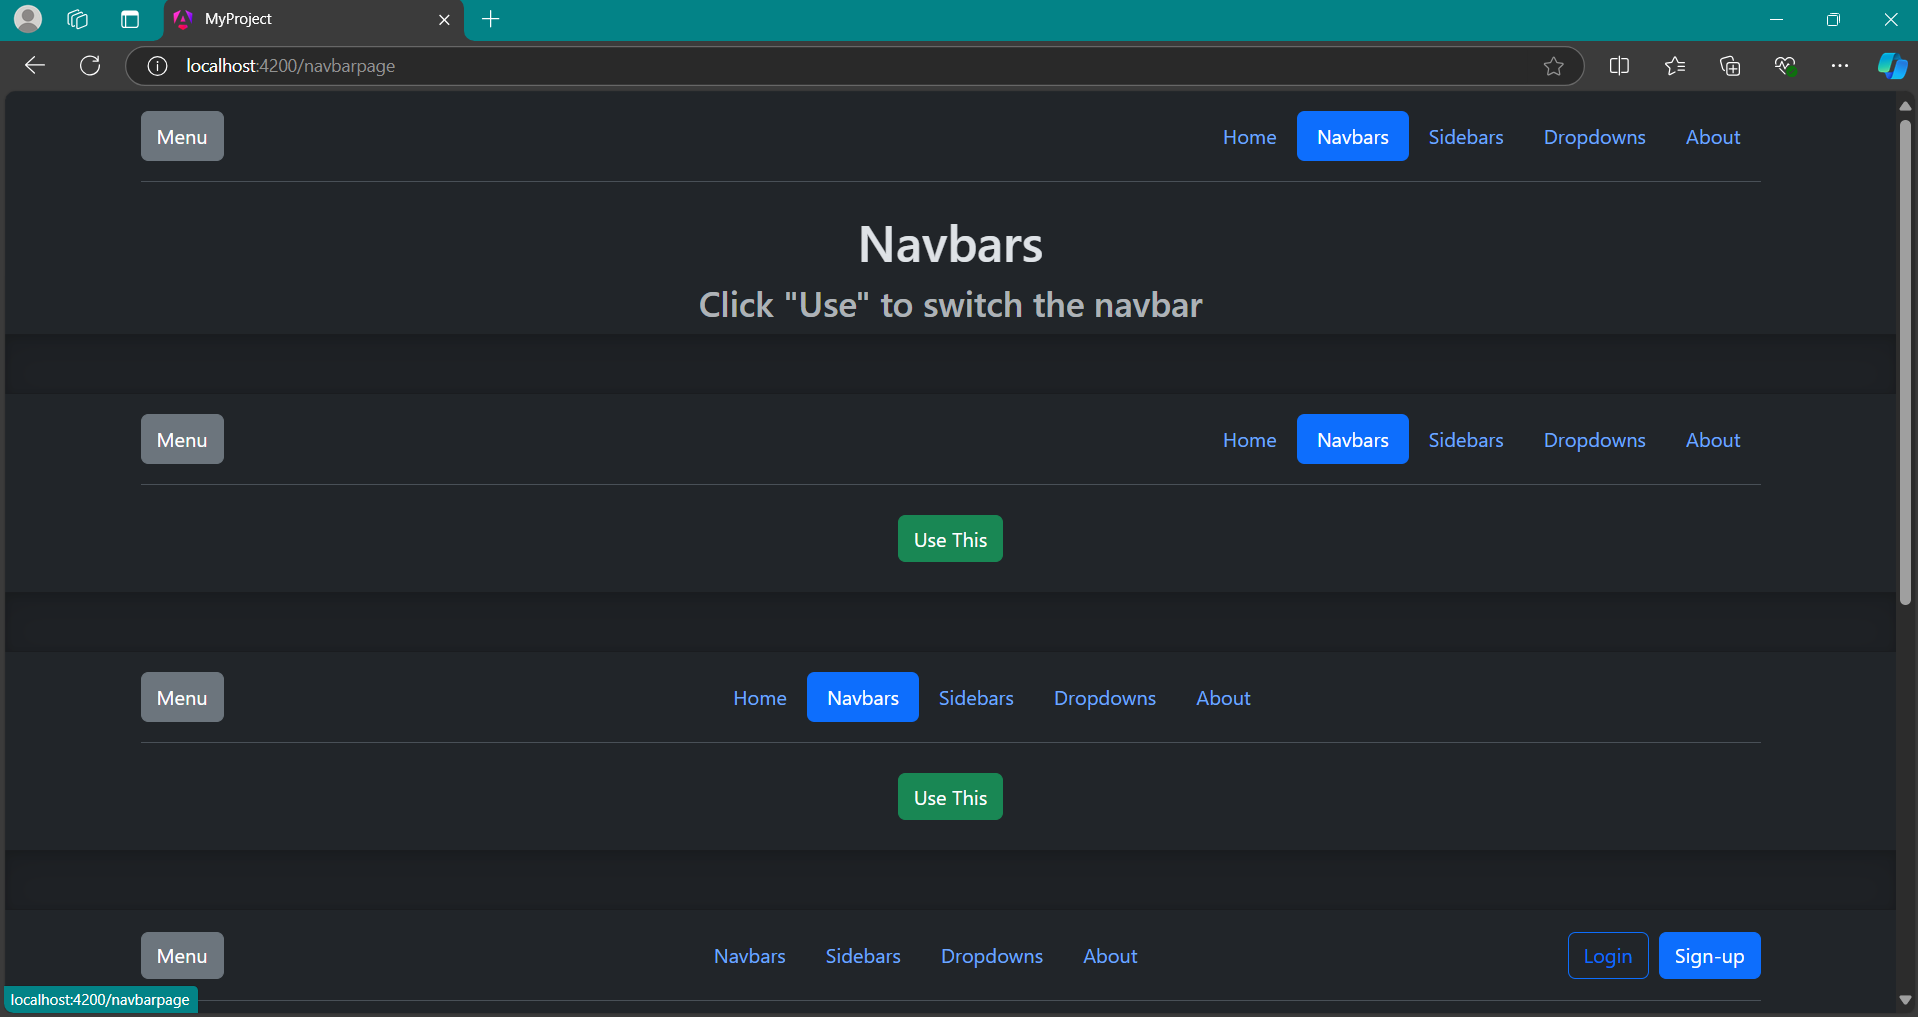 MyProject
localhost:4200/navbarpage
Menu Home Navbars Sidebars Dropdowns About
Navbars
Click "Use" to switch the navbar
Menu Home Navbars Sidebars Dropdowns About
Use This
Menu Home Navbars Sidebars Dropdowns About
Use This
Menu Navbars Sidebars Dropdowns About Login Sign-up
localhost:4200/navbarpage